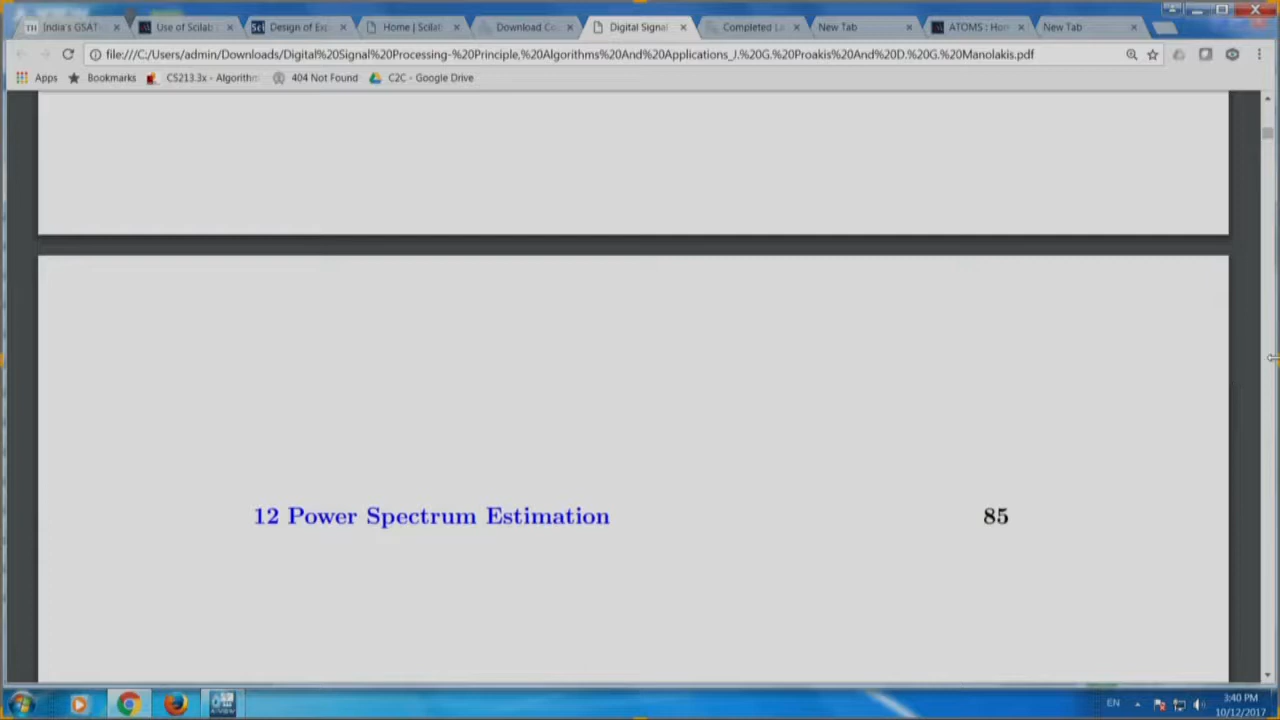 India's GSAT
Use of Scilab
Design of Exp
Home | Scilab
Download Co
Digital Signal
Completed La
New Tab
ATOMS : Hom
New Tab
file:///C:/Users/admin/Downloads/Digital%20Signal%20Processing-%20Principle,%20Algorithms%20And%20Applications_J.%20G.%20Proakis%20And%20D.%20G.%20Manolakis.pdf
Apps Bookmarks CS213.3x - Algorithm 404 Not Found C2C - Google Drive
12 Power Spectrum Estimation 85
EN
3:40 PM
10/12/2017